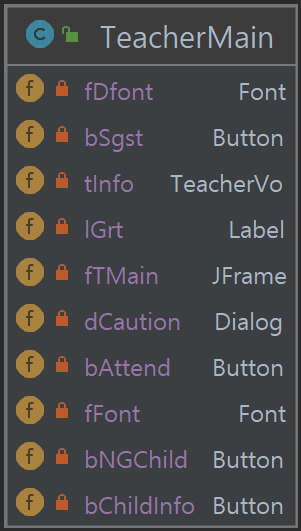 C TeacherMain
f fDfont Font
f bSgst Button
f tInfo TeacherVo
f lGrt Label
f fTMain JFrame
f dCaution Dialog
f bAttend Button
f fFont Font
f bNGChild Button
f bChildInfo Button